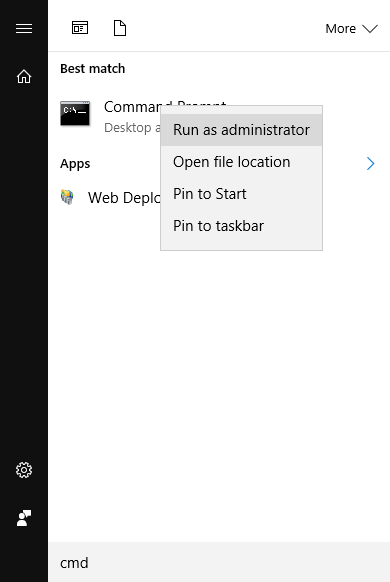 More
Best match
Command Prompt
Desktop a
Run as administrator
Open file location
Apps
Web Deplo
Pin to Start
Pin to taskbar
cmd